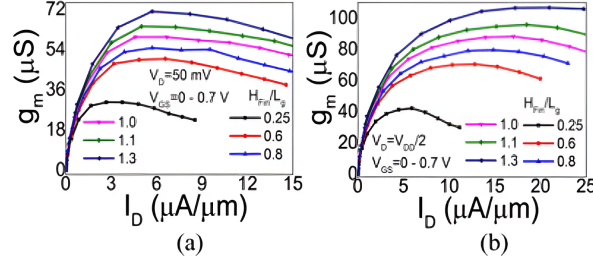 72
54
36
18
0
g_m (μS)
V_D=50 mV
V_GS=0 - 0.7 V
H_Fin/L_g
1.0
0.25
1.1
0.6
1.3
0.8
0 3 6 9 12 15
I_D (μA/μm)
(a)
100
80
60
40
20
0
g_m (μS)
H_Fin/L_g
1.0
0.25
V_D=V_DD/2
1.1
0.6
V_GS=0 - 0.7 V
1.3
0.8
0 5 10 15 20 25
I_D (μA/μm)
(b)